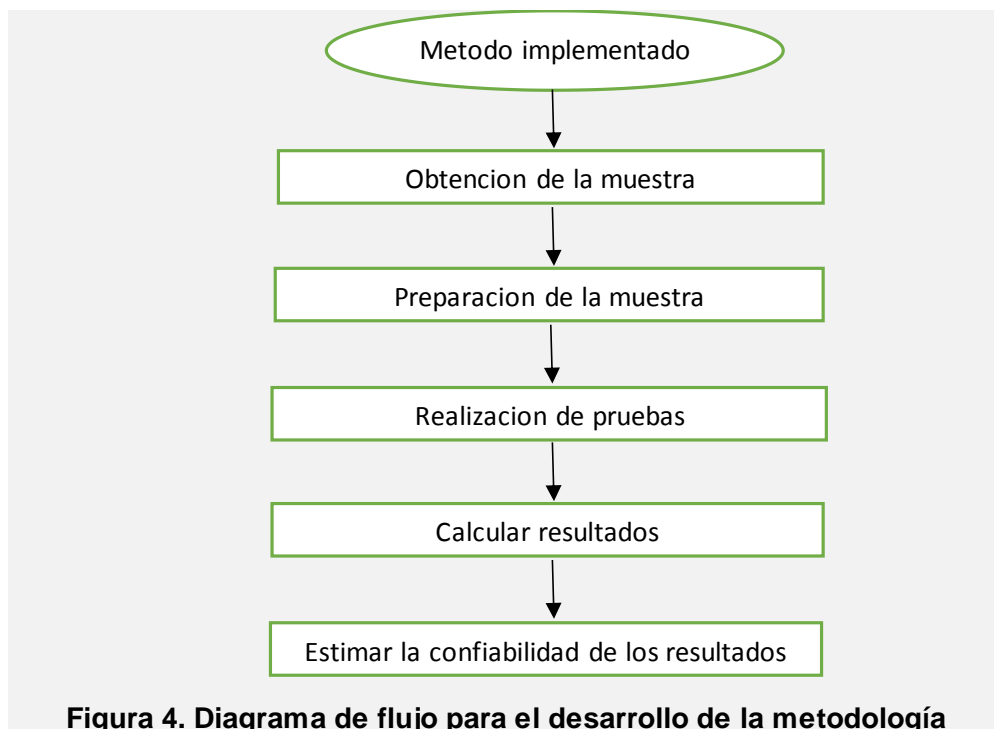 Metodo implementado
Obtencion de la muestra
Preparacion de la muestra
Realizacion de pruebas
Calcular resultados
Estimar la confiabilidad de los resultados
Figura 4. Diagrama de flujo para el desarrollo de la metodología